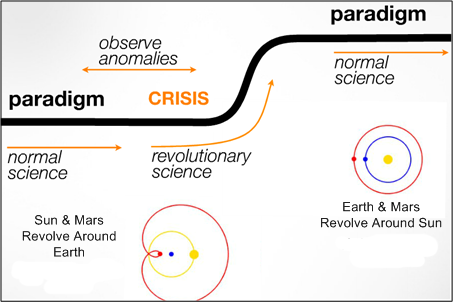 paradigm
observe
anomalies
normal
science
paradigm
CRISIS
normal
science
revolutionary
science
Sun & Mars
Revolve Around
Earth
Earth & Mars
Revolve Around Sun